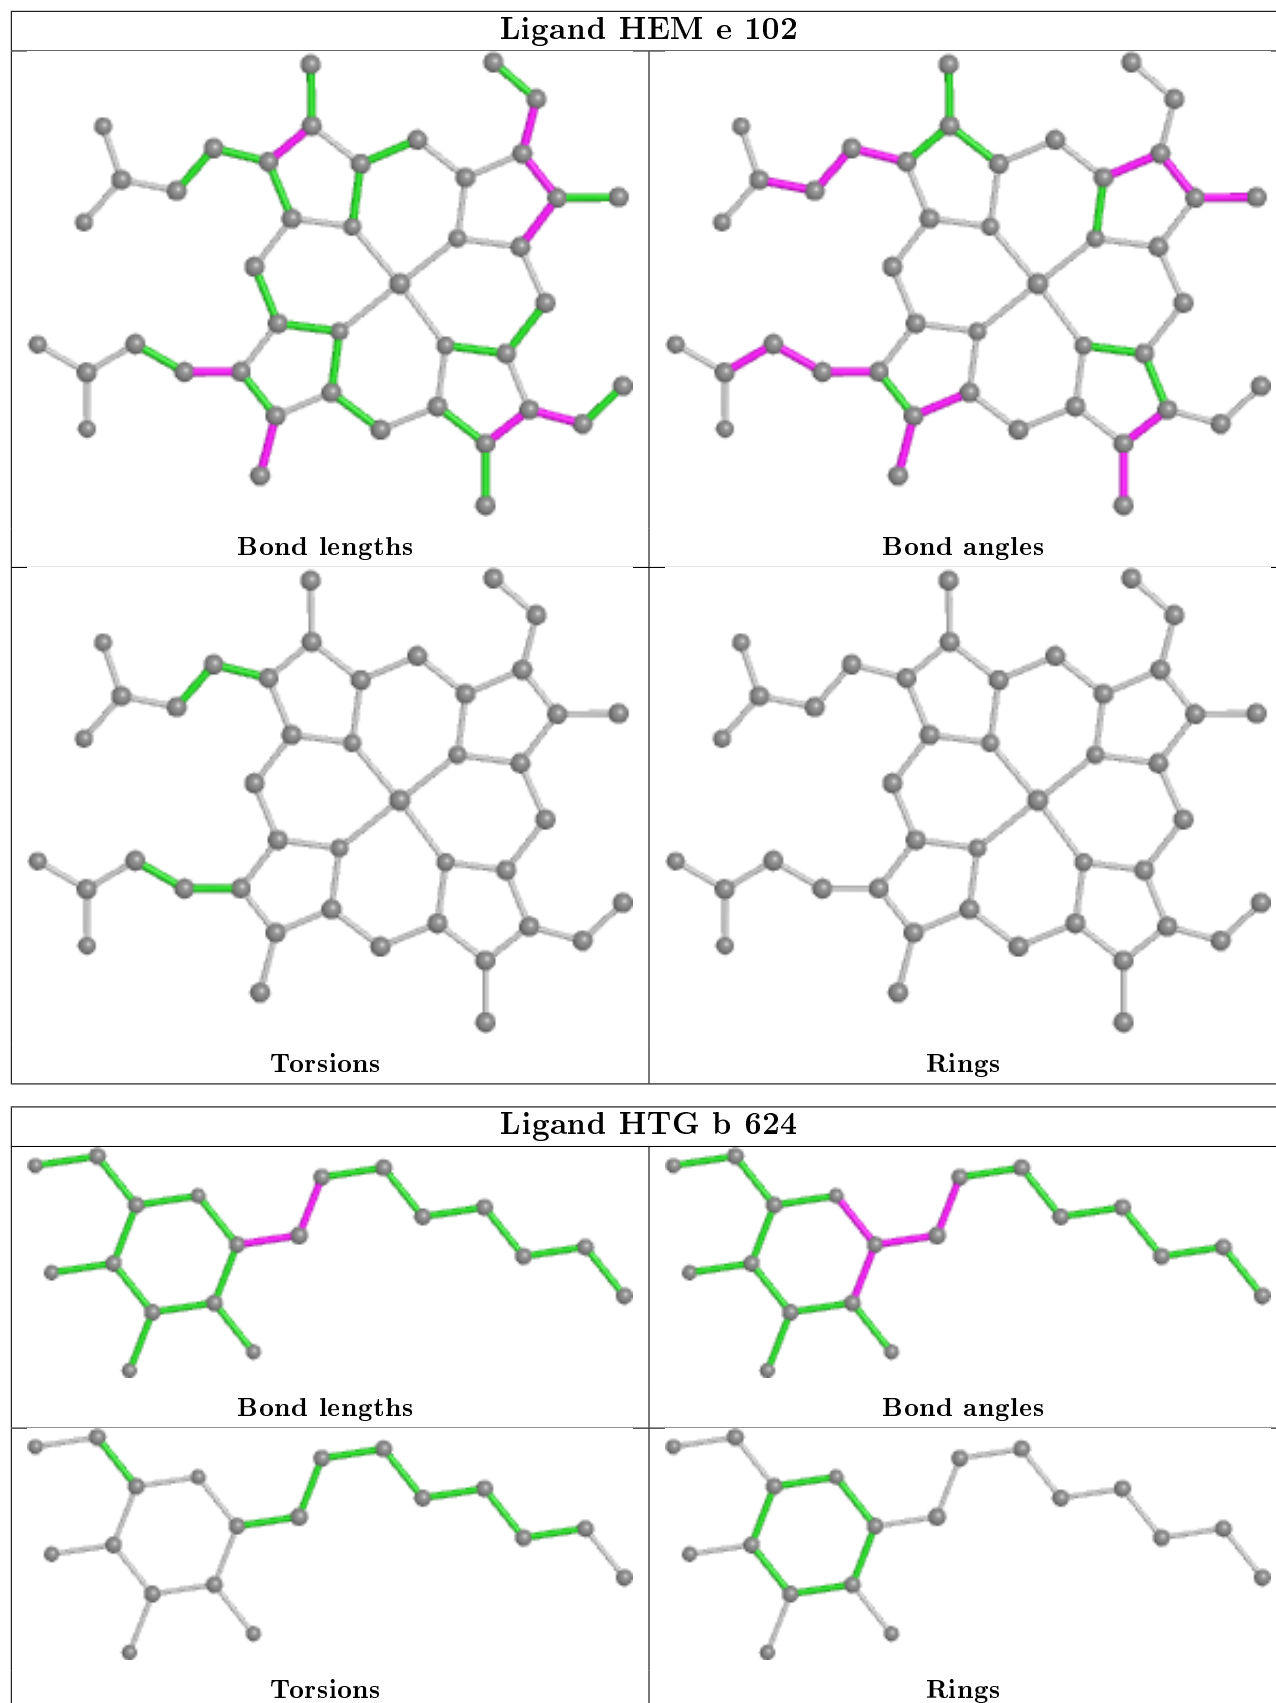 Ligand HEM e 102
Bond lengths
Bond angles
Torsions
Rings
Ligand HTG b 624
Bond lengths
Bond angles
Torsions
Rings